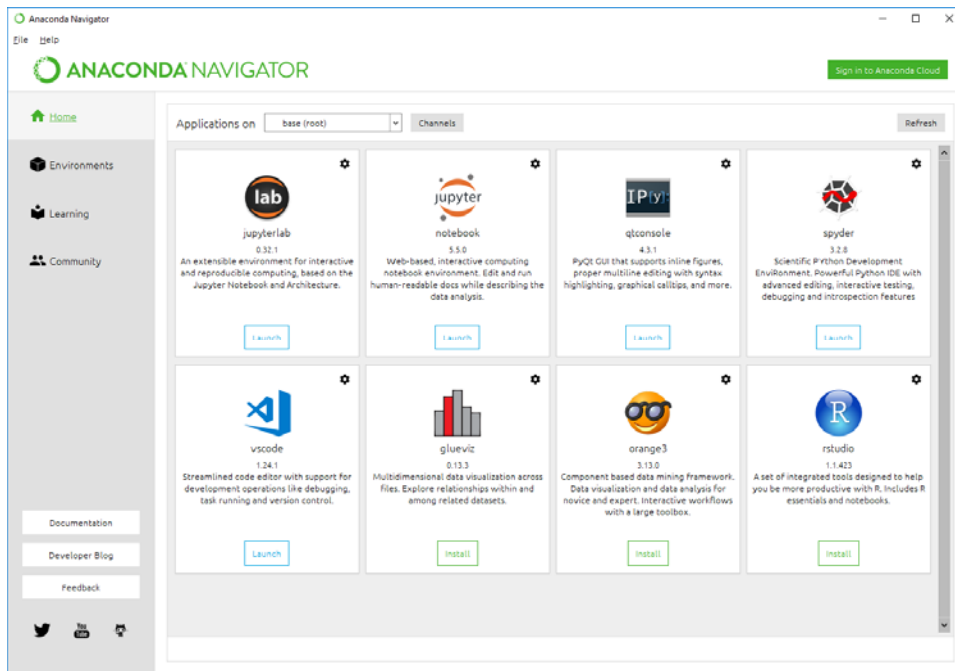 Anaconda Navigator
File Help
ANACONDA NAVIGATOR
Sign in to Anaconda Cloud
Home
Environments
Learning
Community
Documentation
Developer Blog
Feedback
You
Tube
Applications on base (root) Channels Refresh
lab
jupyterlab
0.32.1
An extensible environment for interactive
and reproducible computing, based on the
Jupyter Notebook and Architecture.
Launch
jupyter
notebook
5.5.0
Web-based, interactive computing
notebook environment. Edit and run
human-readable docs while describing the
data analysis.
Launch
IP[y]:
qtconsole
4.3.1
PyQt GUI that supports inline figures,
proper multiline editing with syntax
highlighting, graphical calltips, and more.
Launch
spyder
3.2.8
Scientific PYthon Development
EnviRonment. Powerful Python IDE with
advanced editing, interactive testing,
debugging and introspection features
Launch
vscode
1.24.1
Streamlined code editor with support for
development operations like debugging,
task running and version control.
Launch
glueviz
0.13.3
Multidimensional data visualization across
files. Explore relationships within and
among related datasets.
Install
orange3
3.13.0
Component based data mining framework.
Data visualization and data analysis for
novice and expert. Interactive workflows
with a large toolbox.
Install
R
rstudio
1.1.423
A set of integrated tools designed to help
you be more productive with R. Includes R
essentials and notebooks.
Install